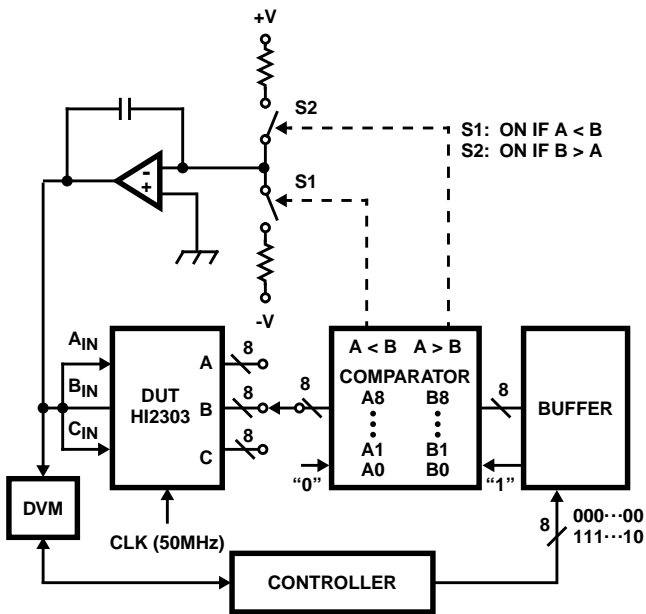 +V
S2
S1: ON IF A < B
S2: ON IF B > A
-
+
S1
-V
AIN
BIN
CIN
DUT
HI2303
A
B
C
8
8
8
8
A < B A > B
COMPARATOR
A8 B8
A1 B1
A0 B0
"0"
"1"
8
BUFFER
DVM
CLK (50MHz)
CONTROLLER
8
000···00
111···10